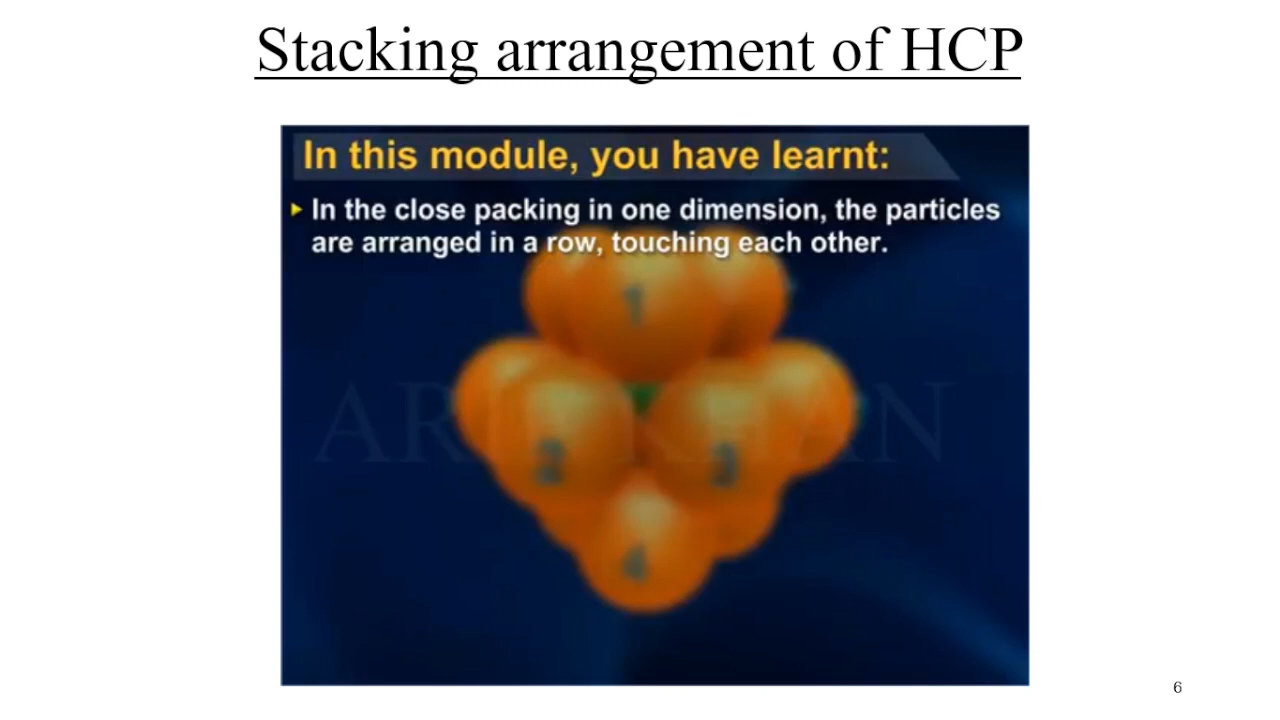 Stacking arrangement of HCP
In this module, you have learnt:
In the close packing in one dimension, the particles
are arranged in a row, touching each other.
1
2
3
4
6